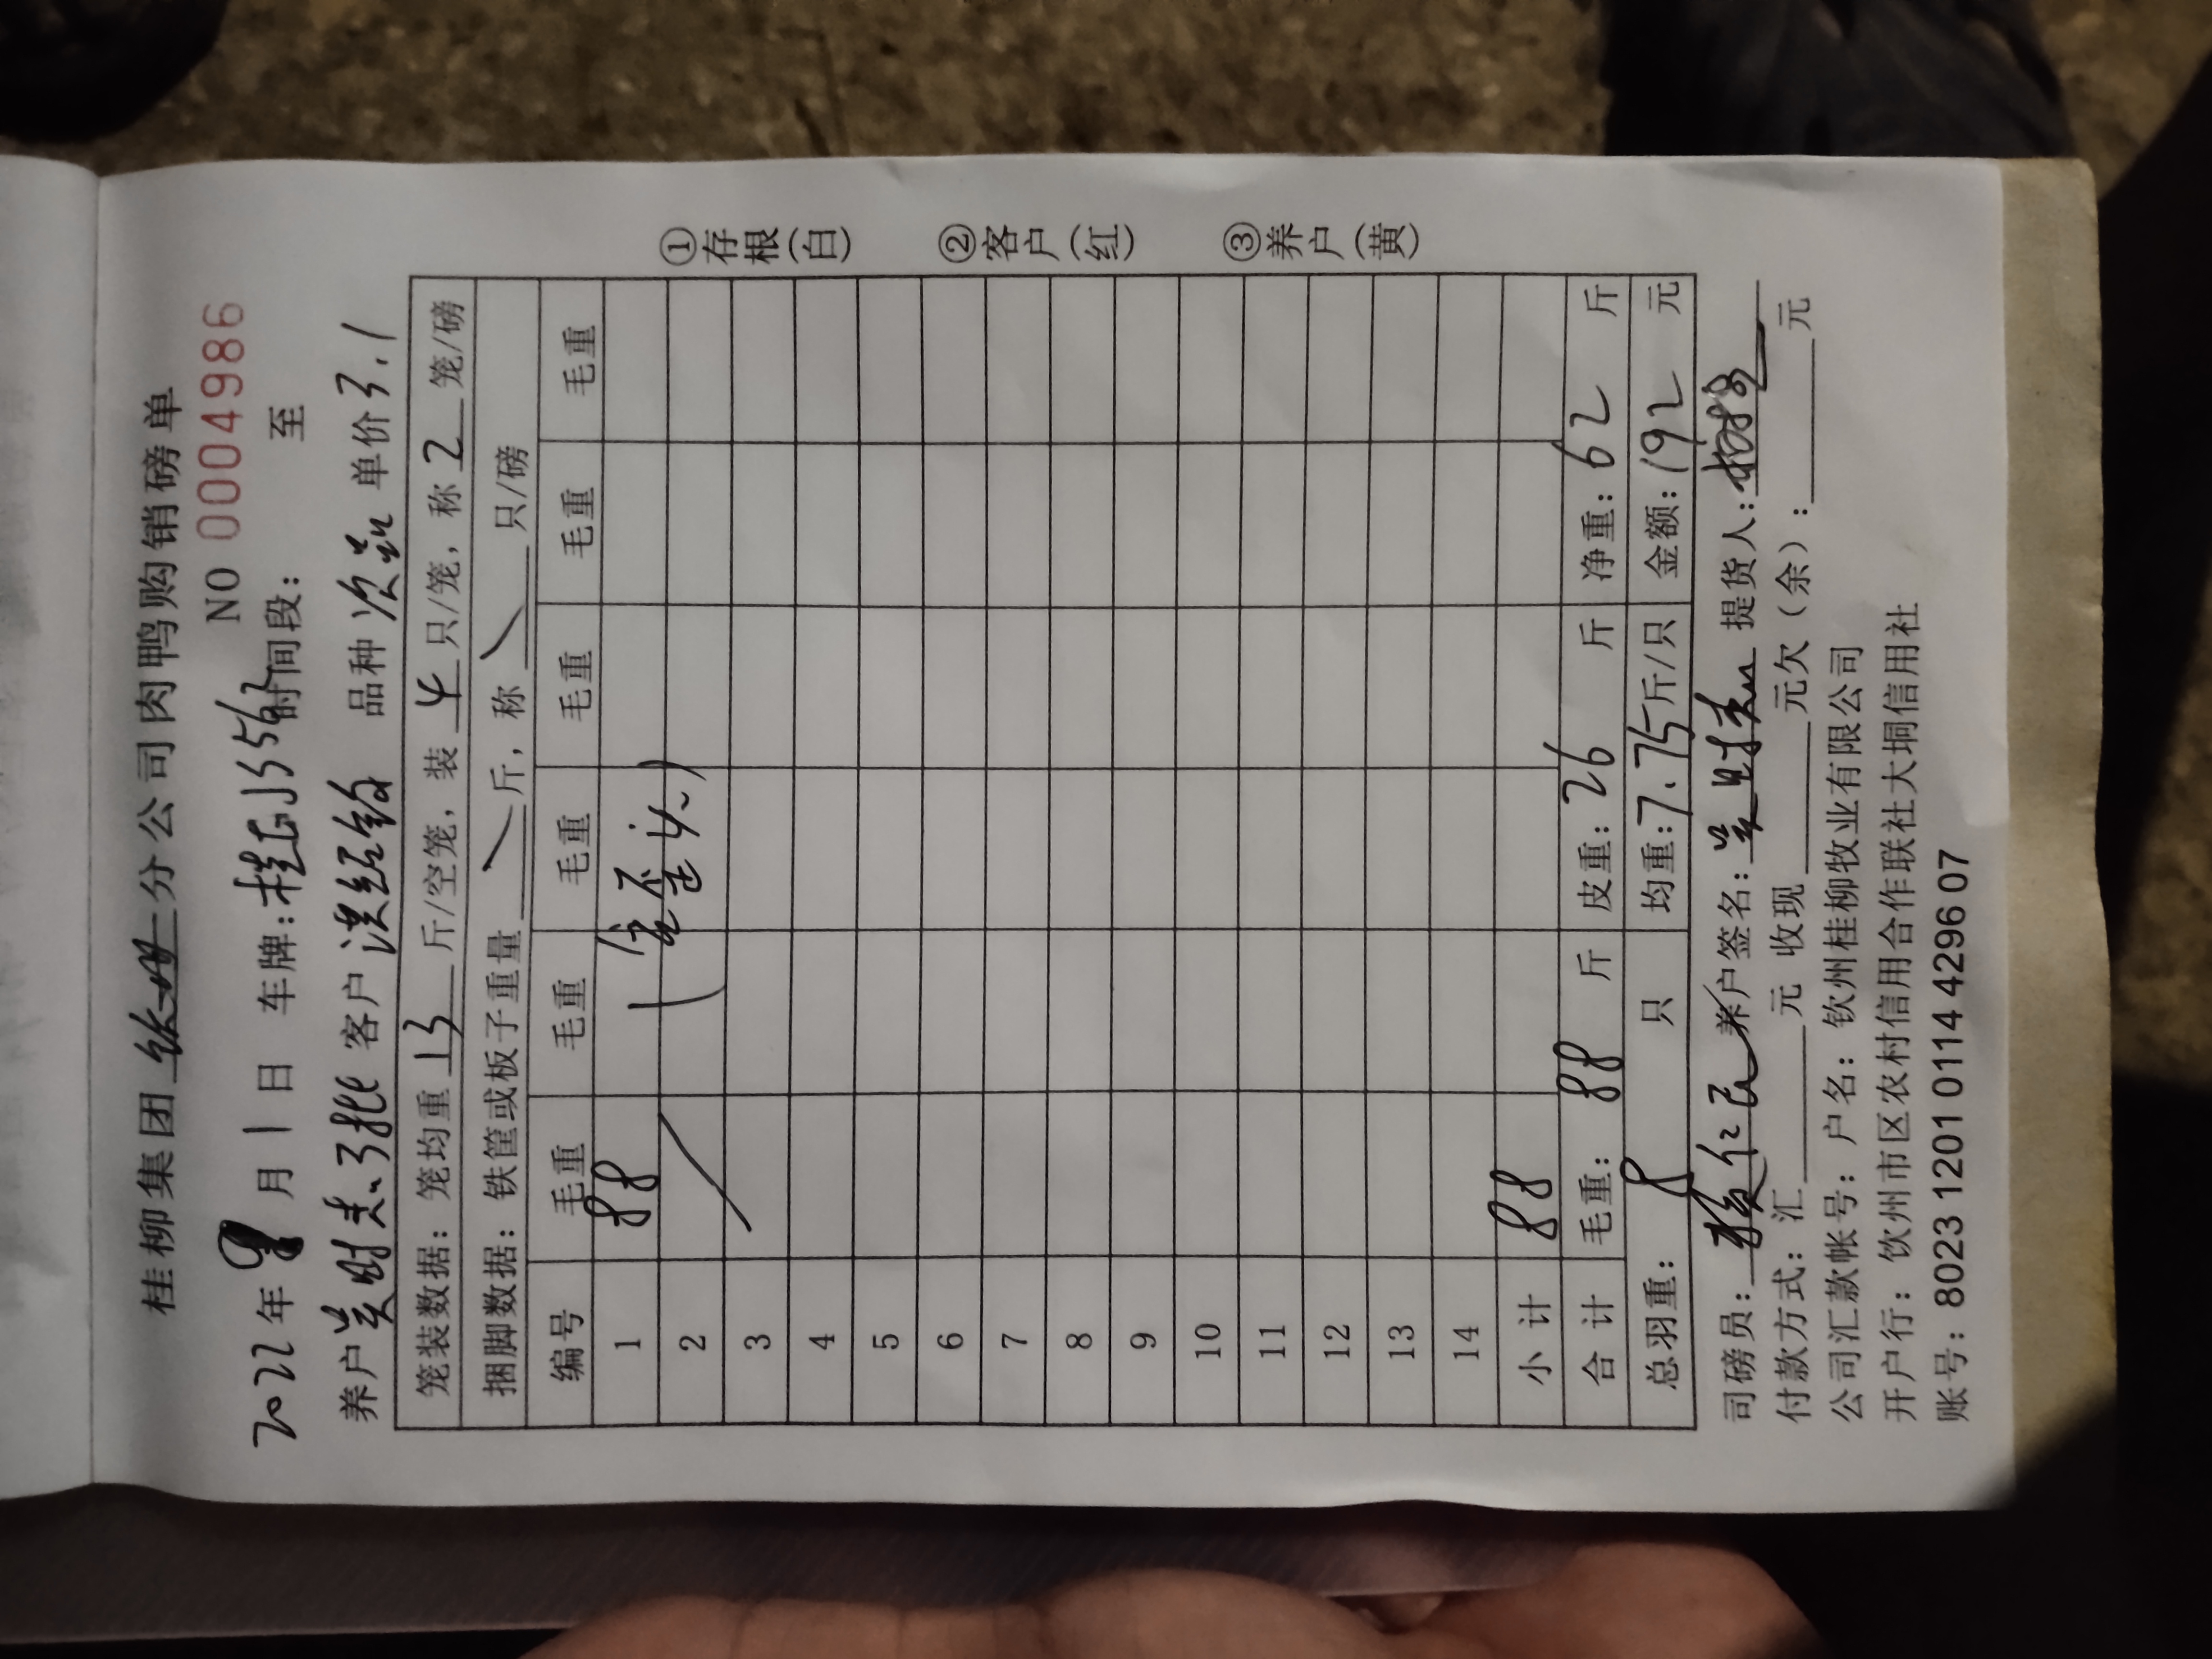 桂柳集团 钦州 分公司肉鸭购销磅单
NO 0004986
2022年9月1日 车牌：桂 时间段： 至
养户 客户 洪经钦 品种 次品 单价 3.1
笼装数据：笼均重 13 斤/空笼，装 4 只/笼，称 2 笼/磅
捆脚数据：铁筐或板子重量 斤，称 只/磅
编号 毛重 毛重 毛重 毛重 毛重 毛重
1 88
2
3
4
5
6
7
8
9
10
11
12
13
14
小计 88
合计 毛重：88 斤 皮重：26 斤 净重：62 斤
总羽重：8 只 均重：7.75 斤/只 金额：192 元
司磅员： 养户签名： 提货人：
付款方式：汇 元 收现 元欠（余）： 元
公司汇款帐号：户名：钦州桂柳牧业有限公司
开户行：饮州市区农村信用合作联社大垌信用社
账号：8023 1201 0114 4296 07
①存根(白)
②客户(红)
③养户(黄)